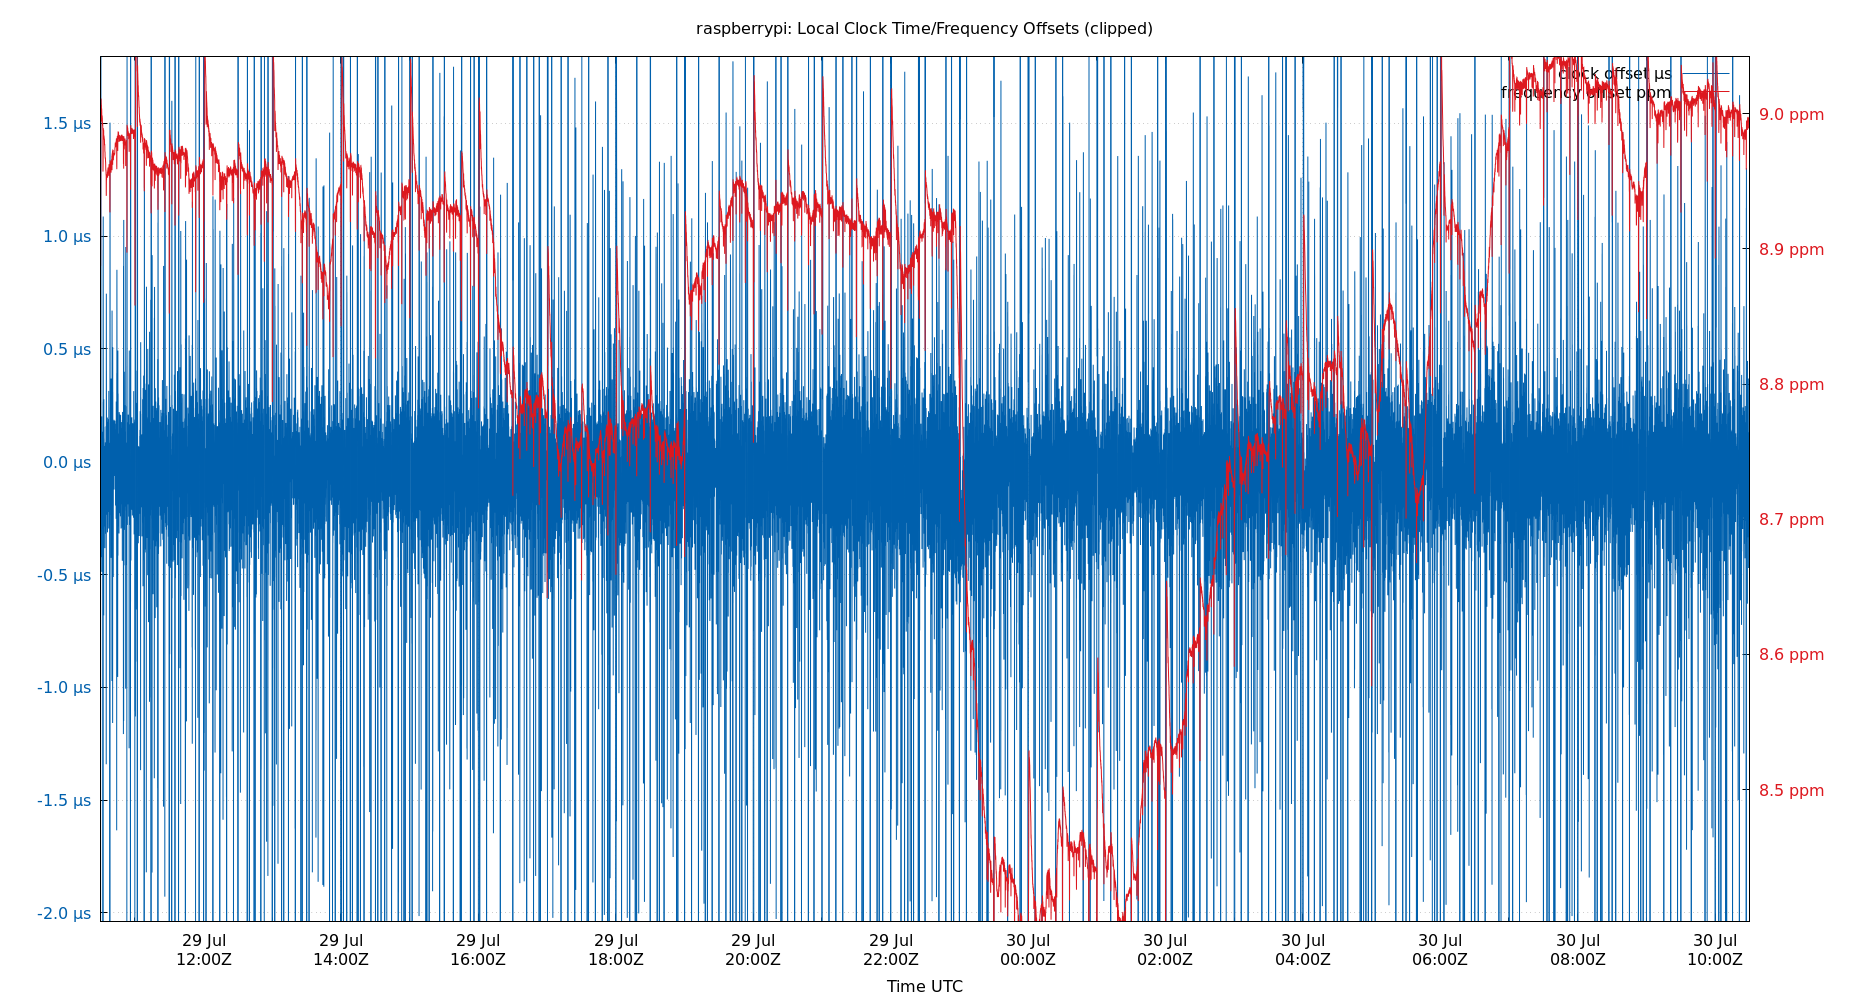 raspberrypi: Local Clock Time/Frequency Offsets (clipped)
clock offset µs
frequency offset ppm
1.5 µs
1.0 µs
0.5 µs
0.0 µs
-0.5 µs
-1.0 µs
-1.5 µs
-2.0 µs
9.0 ppm
8.9 ppm
8.8 ppm
8.7 ppm
8.6 ppm
8.5 ppm
29 Jul 29 Jul 29 Jul 29 Jul 29 Jul 29 Jul 30 Jul 30 Jul 30 Jul 30 Jul 30 Jul 30 Jul
12:00Z 14:00Z 16:00Z 18:00Z 20:00Z 22:00Z 00:00Z 02:00Z 04:00Z 06:00Z 08:00Z 10:00Z
Time UTC